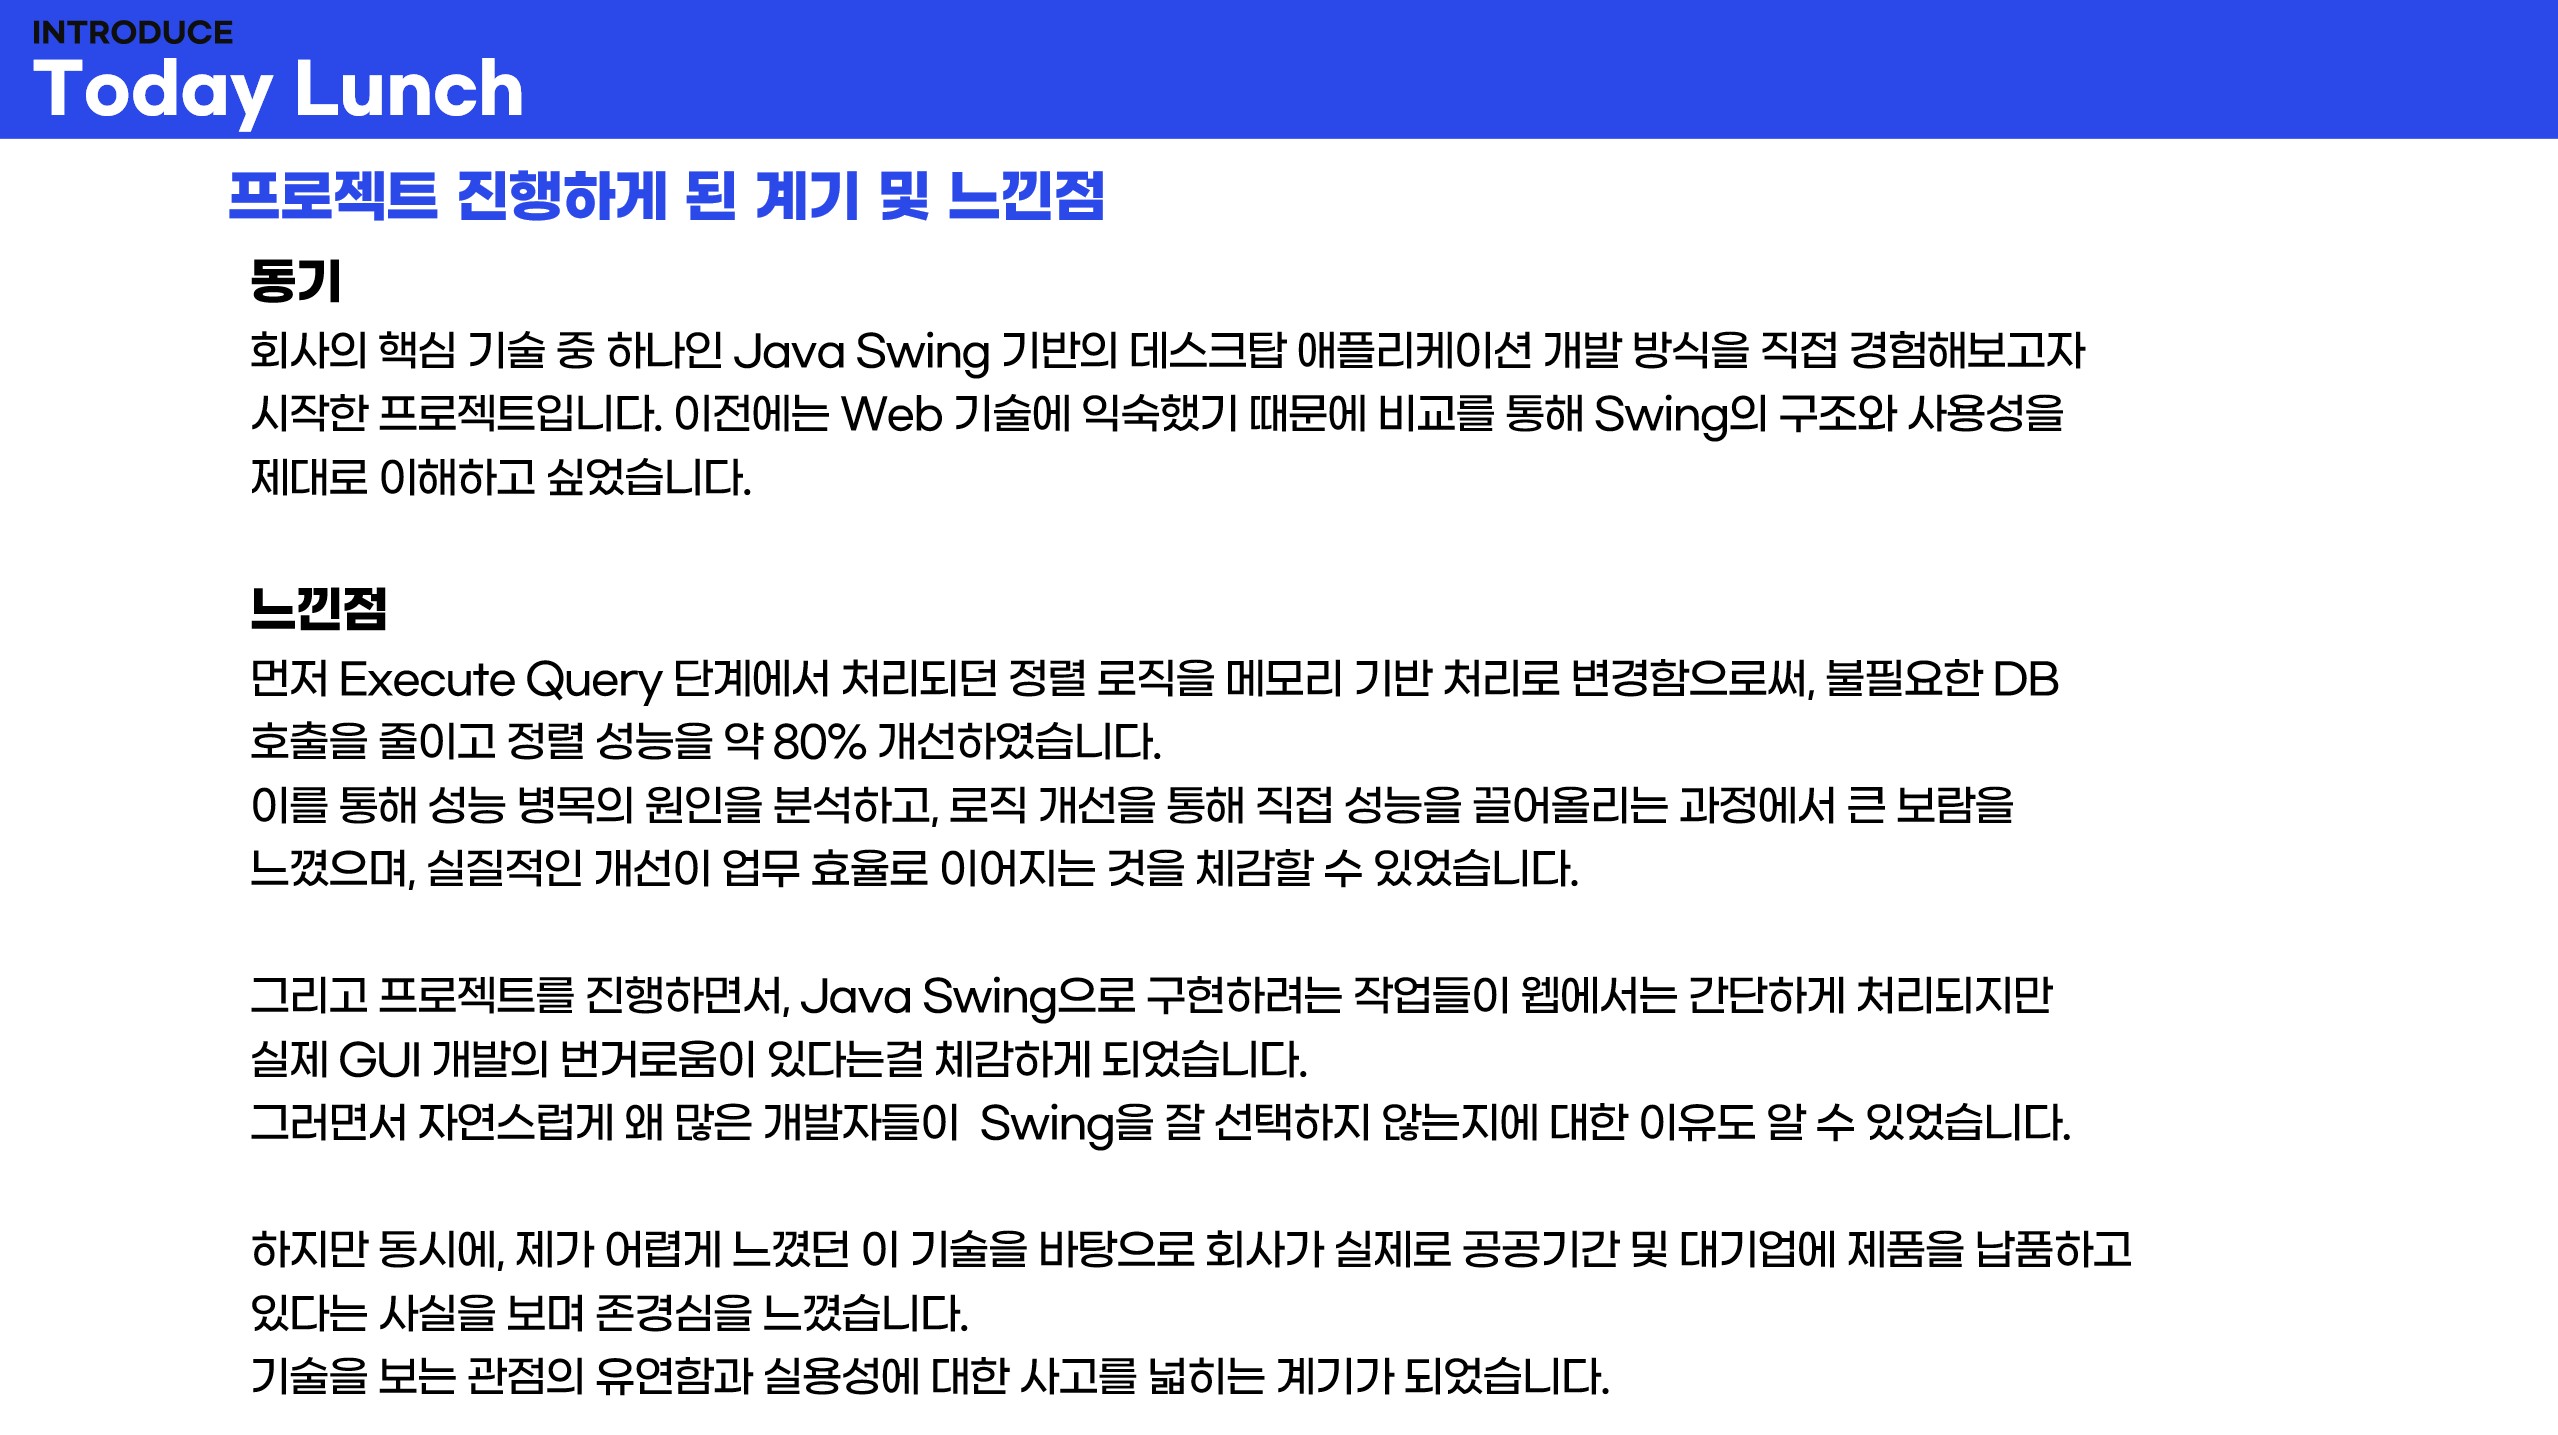 INTRODUCE
Today Lunch
프로젝트 진행하게 된 계기 및 느낀점
동기
회사의 핵심 기술 중 하나인 Java Swing 기반의 데스크탑 애플리케이션 개발 방식을 직접 경험해보고자
시작한 프로젝트입니다. 이전에는 Web 기술에 익숙했기 때문에 비교를 통해 Swing의 구조와 사용성을
제대로 이해하고 싶었습니다.
느낀점
먼저 Execute Query 단계에서 처리되던 정렬 로직을 메모리 기반 처리로 변경함으로써, 불필요한 DB
호출을 줄이고 정렬 성능을 약 80% 개선하였습니다.
이를 통해 성능 병목의 원인을 분석하고, 로직 개선을 통해 직접 성능을 끌어올리는 과정에서 큰 보람을
느꼈으며, 실질적인 개선이 업무 효율로 이어지는 것을 체감할 수 있었습니다.
그리고 프로젝트를 진행하면서, Java Swing으로 구현하려는 작업들이 웹에서는 간단하게 처리되지만
실제 GUI 개발의 번거로움이 있다는걸 체감하게 되었습니다.
그러면서 자연스럽게 왜 많은 개발자들이  Swing을 잘 선택하지 않는지에 대한 이유도 알 수 있었습니다.
하지만 동시에, 제가 어렵게 느꼈던 이 기술을 바탕으로 회사가 실제로 공공기간 및 대기업에 제품을 납품하고
있다는 사실을 보며 존경심을 느꼈습니다.
기술을 보는 관점의 유연함과 실용성에 대한 사고를 넓히는 계기가 되었습니다.